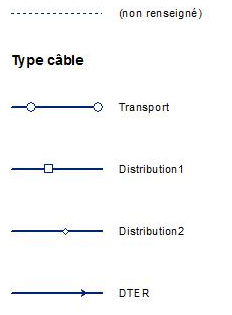 (non renseigné)
Type câble
Transport
Distribution1
Distribution2
DTER